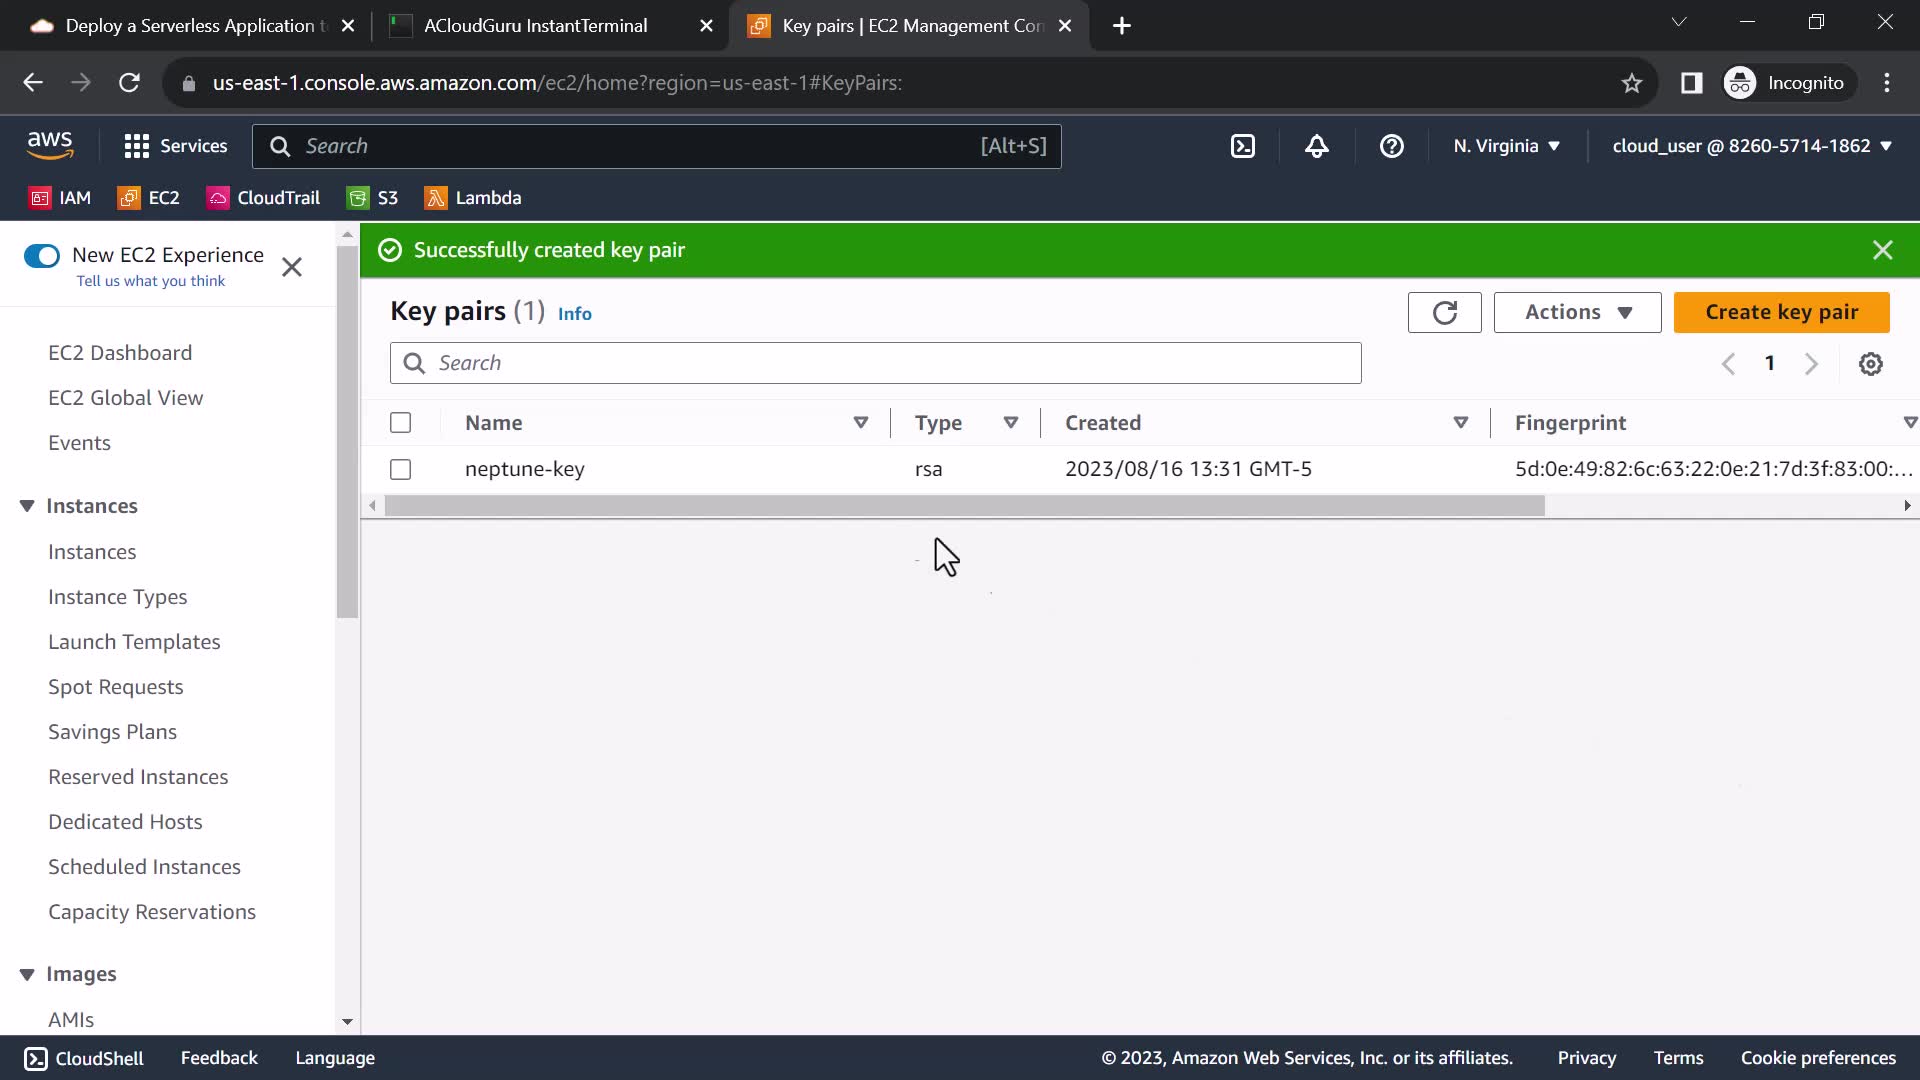 Deploy a Serverless Application t
ACloudGuru InstantTerminal
Key pairs | EC2 Management Con
us-east-1.console.aws.amazon.com/ec2/home?region=us-east-1#KeyPairs:
Incognito
aws
Services
Search
[Alt+S]
N. Virginia
cloud_user @ 8260-5714-1862
IAM
EC2
CloudTrail
S3
Lambda
New EC2 Experience
Tell us what you think
EC2 Dashboard
EC2 Global View
Events
Instances
Instances
Instance Types
Launch Templates
Spot Requests
Savings Plans
Reserved Instances
Dedicated Hosts
Scheduled Instances
Capacity Reservations
Images
AMIs
Successfully created key pair
Key pairs (1) Info
Actions
Create key pair
Search
1
Name
Type
Created
Fingerprint
neptune-key
rsa
2023/08/16 13:31 GMT-5
5d:0e:49:82:6c:63:22:0e:21:7d:3f:83:00:...
CloudShell
Feedback
Language
© 2023, Amazon Web Services, Inc. or its affiliates.
Privacy
Terms
Cookie preferences